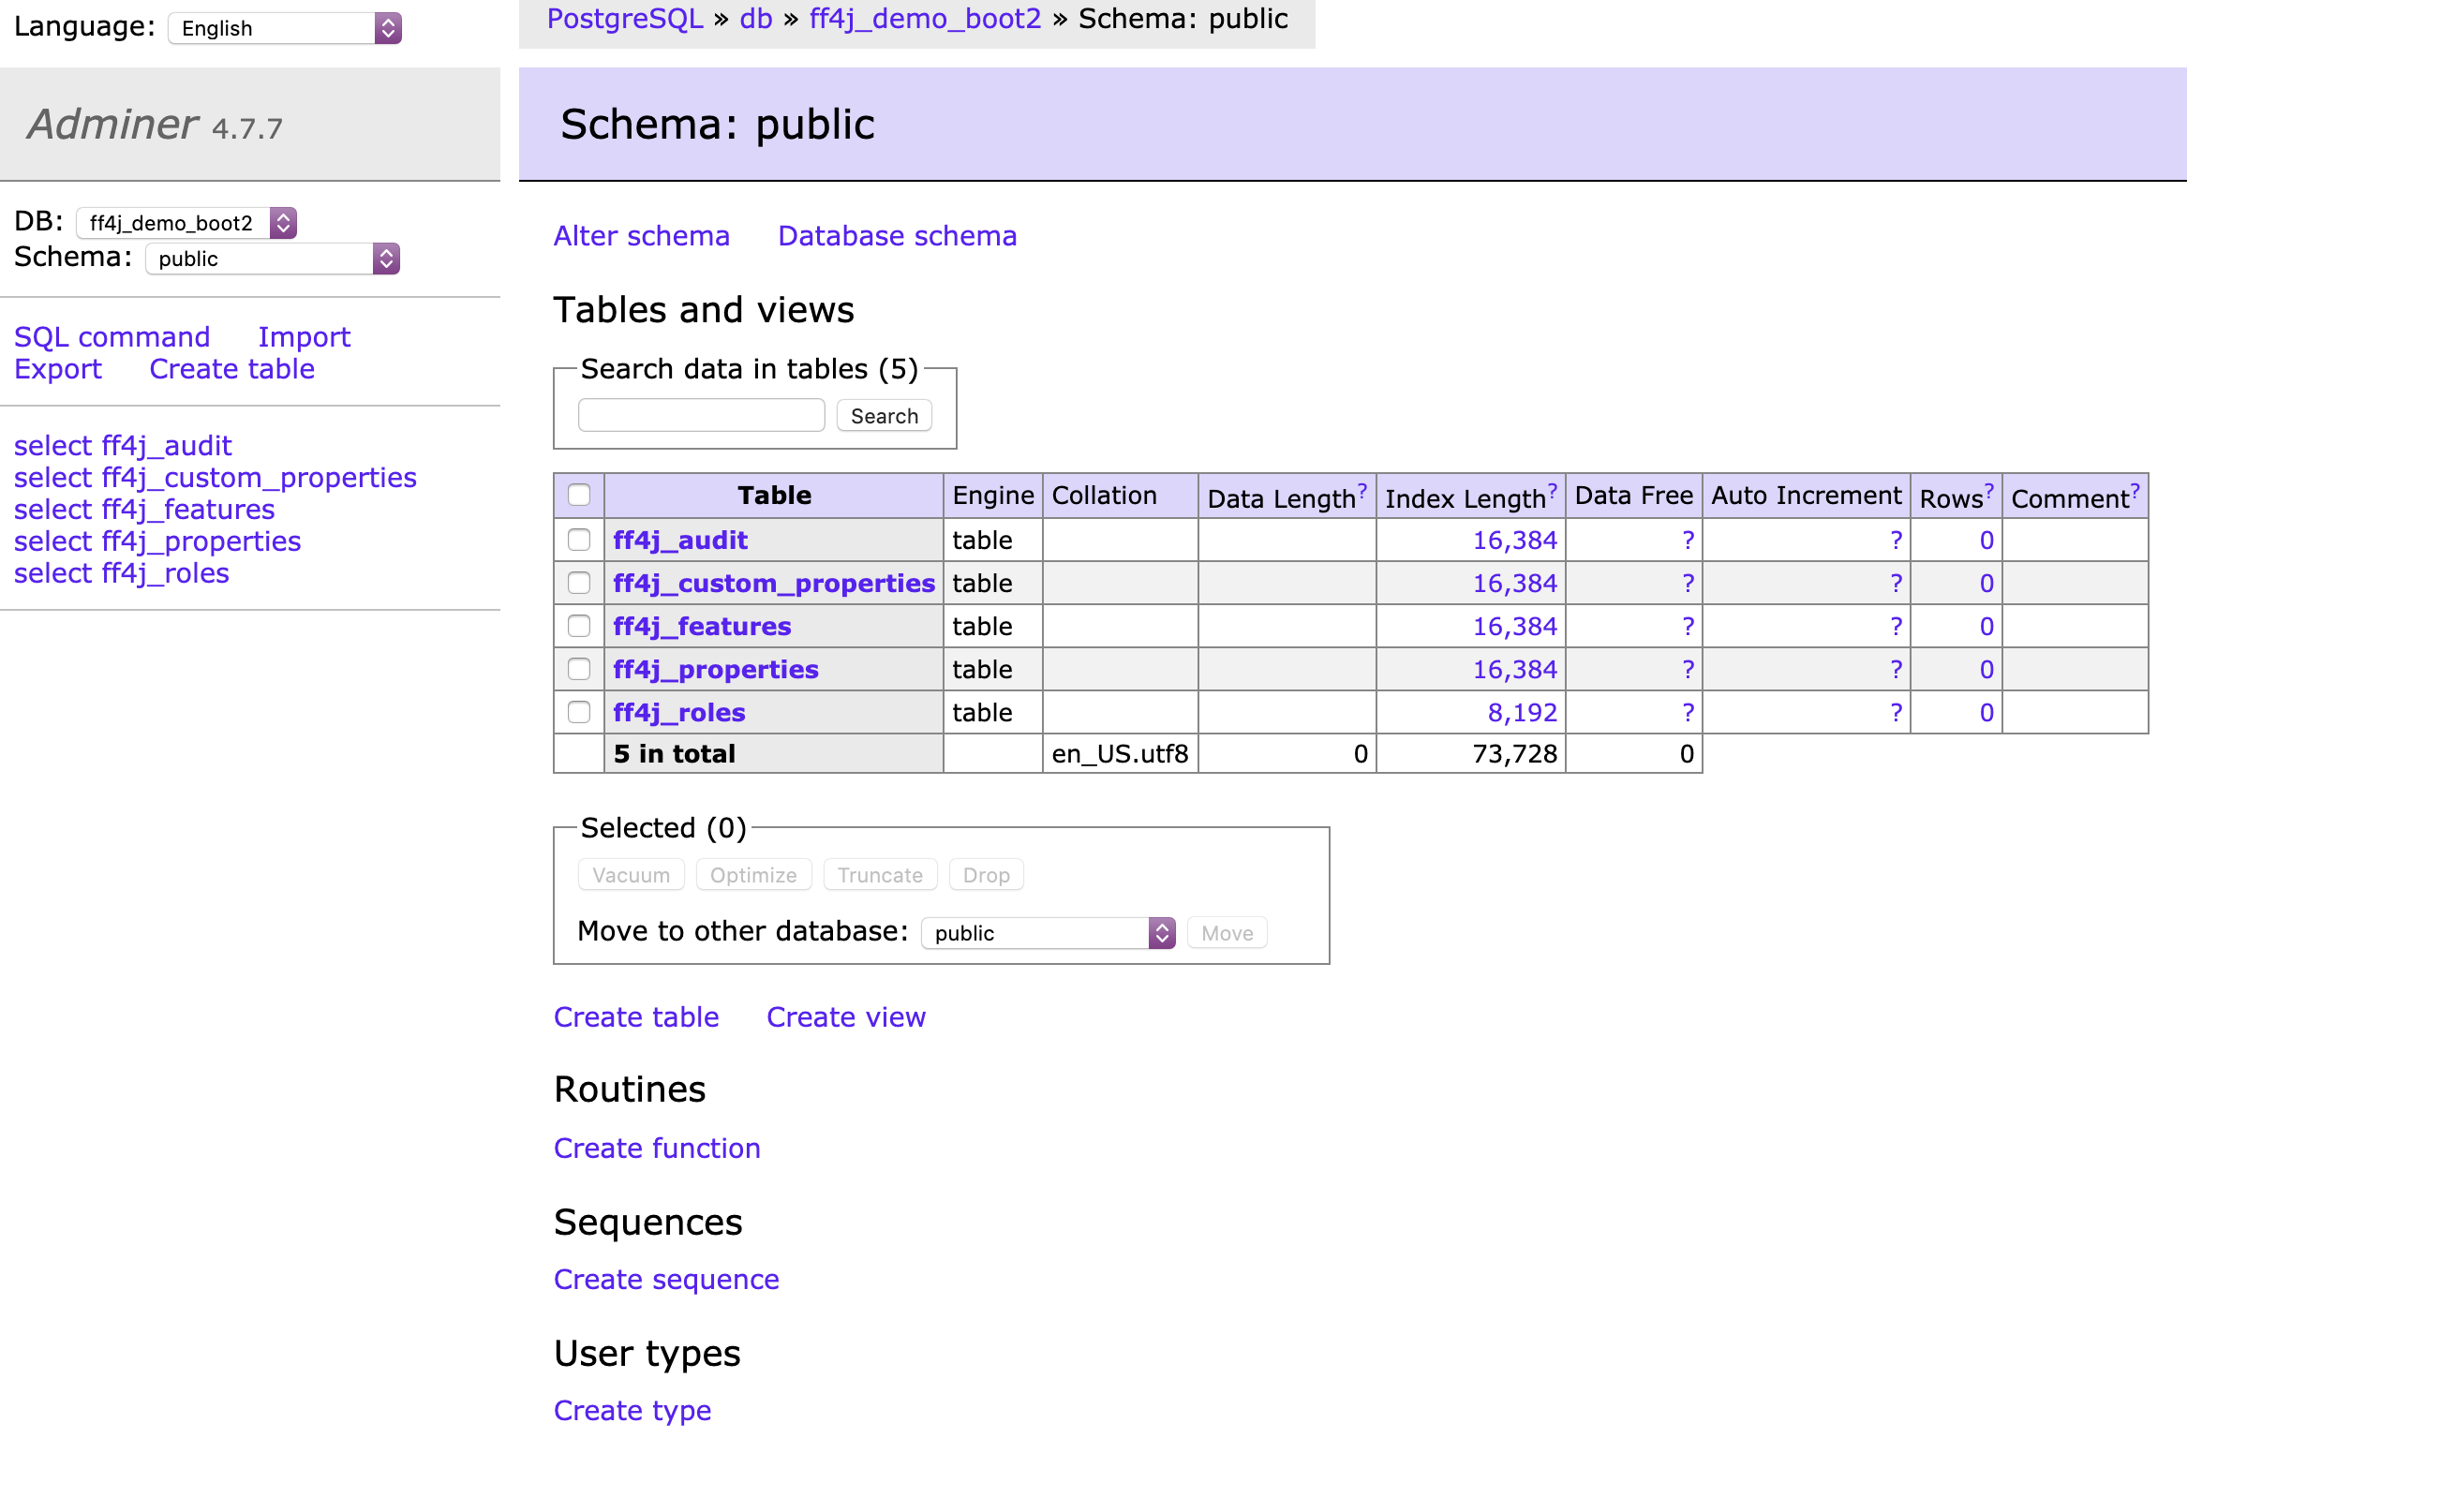 Language: English
PostgreSQL » db » ff4j_demo_boot2 » Schema: public
Adminer 4.7.7
Schema: public
DB: ff4j_demo_boot2
Schema: public
SQL command Import
Export Create table
select ff4j_audit
select ff4j_custom_properties
select ff4j_features
select ff4j_properties
select ff4j_roles
Alter schema Database schema
Tables and views
Search data in tables (5)
Search
Table Engine Collation Data Length? Index Length? Data Free Auto Increment Rows? Comment?
ff4j_audit table 16,384 ? ? 0
ff4j_custom_properties table 16,384 ? ? 0
ff4j_features table 16,384 ? ? 0
ff4j_properties table 16,384 ? ? 0
ff4j_roles table 8,192 ? ? 0
5 in total en_US.utf8 0 73,728 0
Selected (0)
Vacuum Optimize Truncate Drop
Move to other database: public Move
Create table Create view
Routines
Create function
Sequences
Create sequence
User types
Create type